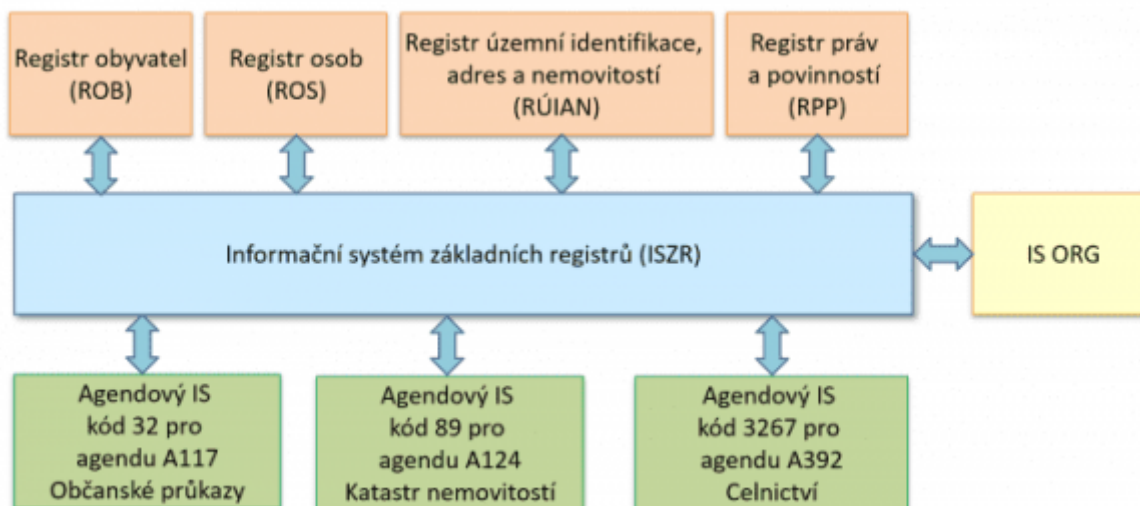 Registr obyvatel
(ROB)
Registr osob
(ROS)
Registr územní identifikace,
adres a nemovitostí
(RÚIAN)
Registr práv
a povinností
(RPP)
Informační systém základních registrů (ISZR)
IS ORG
Agendový IS
kód 32 pro
agendu A117
Občanské průkazy
Agendový IS
kód 89 pro
agendu A124
Katastr nemovitostí
Agendový IS
kód 3267 pro
agendu A392
Celnictví